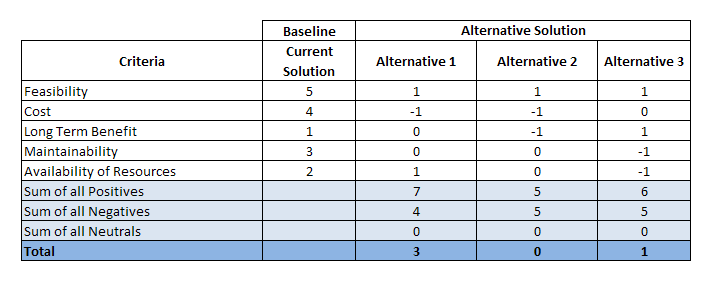 Baseline Alternative Solution
Criteria Current Solution Alternative 1 Alternative 2 Alternative 3
Feasibility 5 1 1 1
Cost 4 -1 -1 0
Long Term Benefit 1 0 -1 1
Maintainability 3 0 0 -1
Availability of Resources 2 1 0 -1
Sum of all Positives 7 5 6
Sum of all Negatives 4 5 5
Sum of all Neutrals 0 0 0
Total 3 0 1